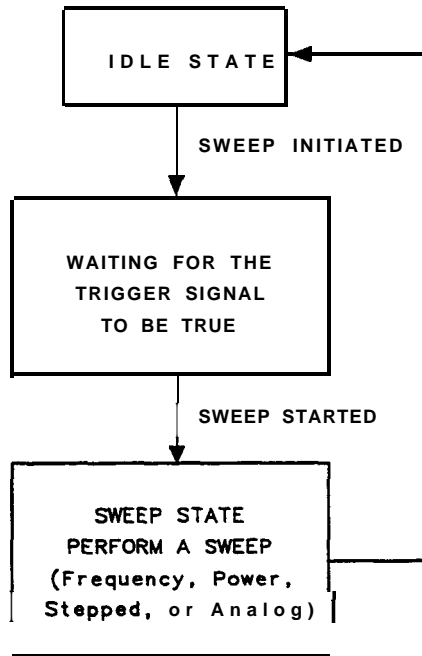 IDLE STATE
SWEEP INITIATED
WAITING FOR THE
TRIGGER SIGNAL
TO BE TRUE
SWEEP STARTED
SWEEP STATE
PERFORM A SWEEP
(Frequency, Power,
Stepped, or Analog)